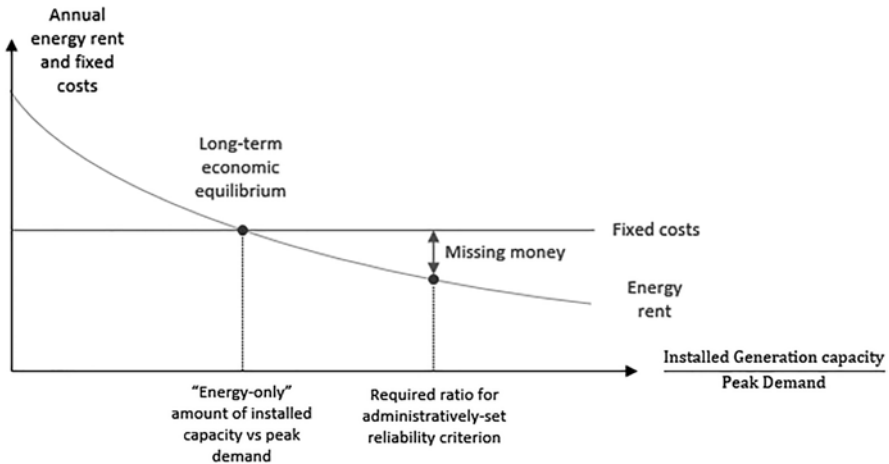 Annual
energy rent
and fixed
costs
Long-term
economic
equilibrium
Fixed costs
Missing money
Energy
rent
Installed Generation capacity
Peak Demand
“Energy-only”
amount of installed
capacity vs peak
demand
Required ratio for
administratively-set
reliability criterion